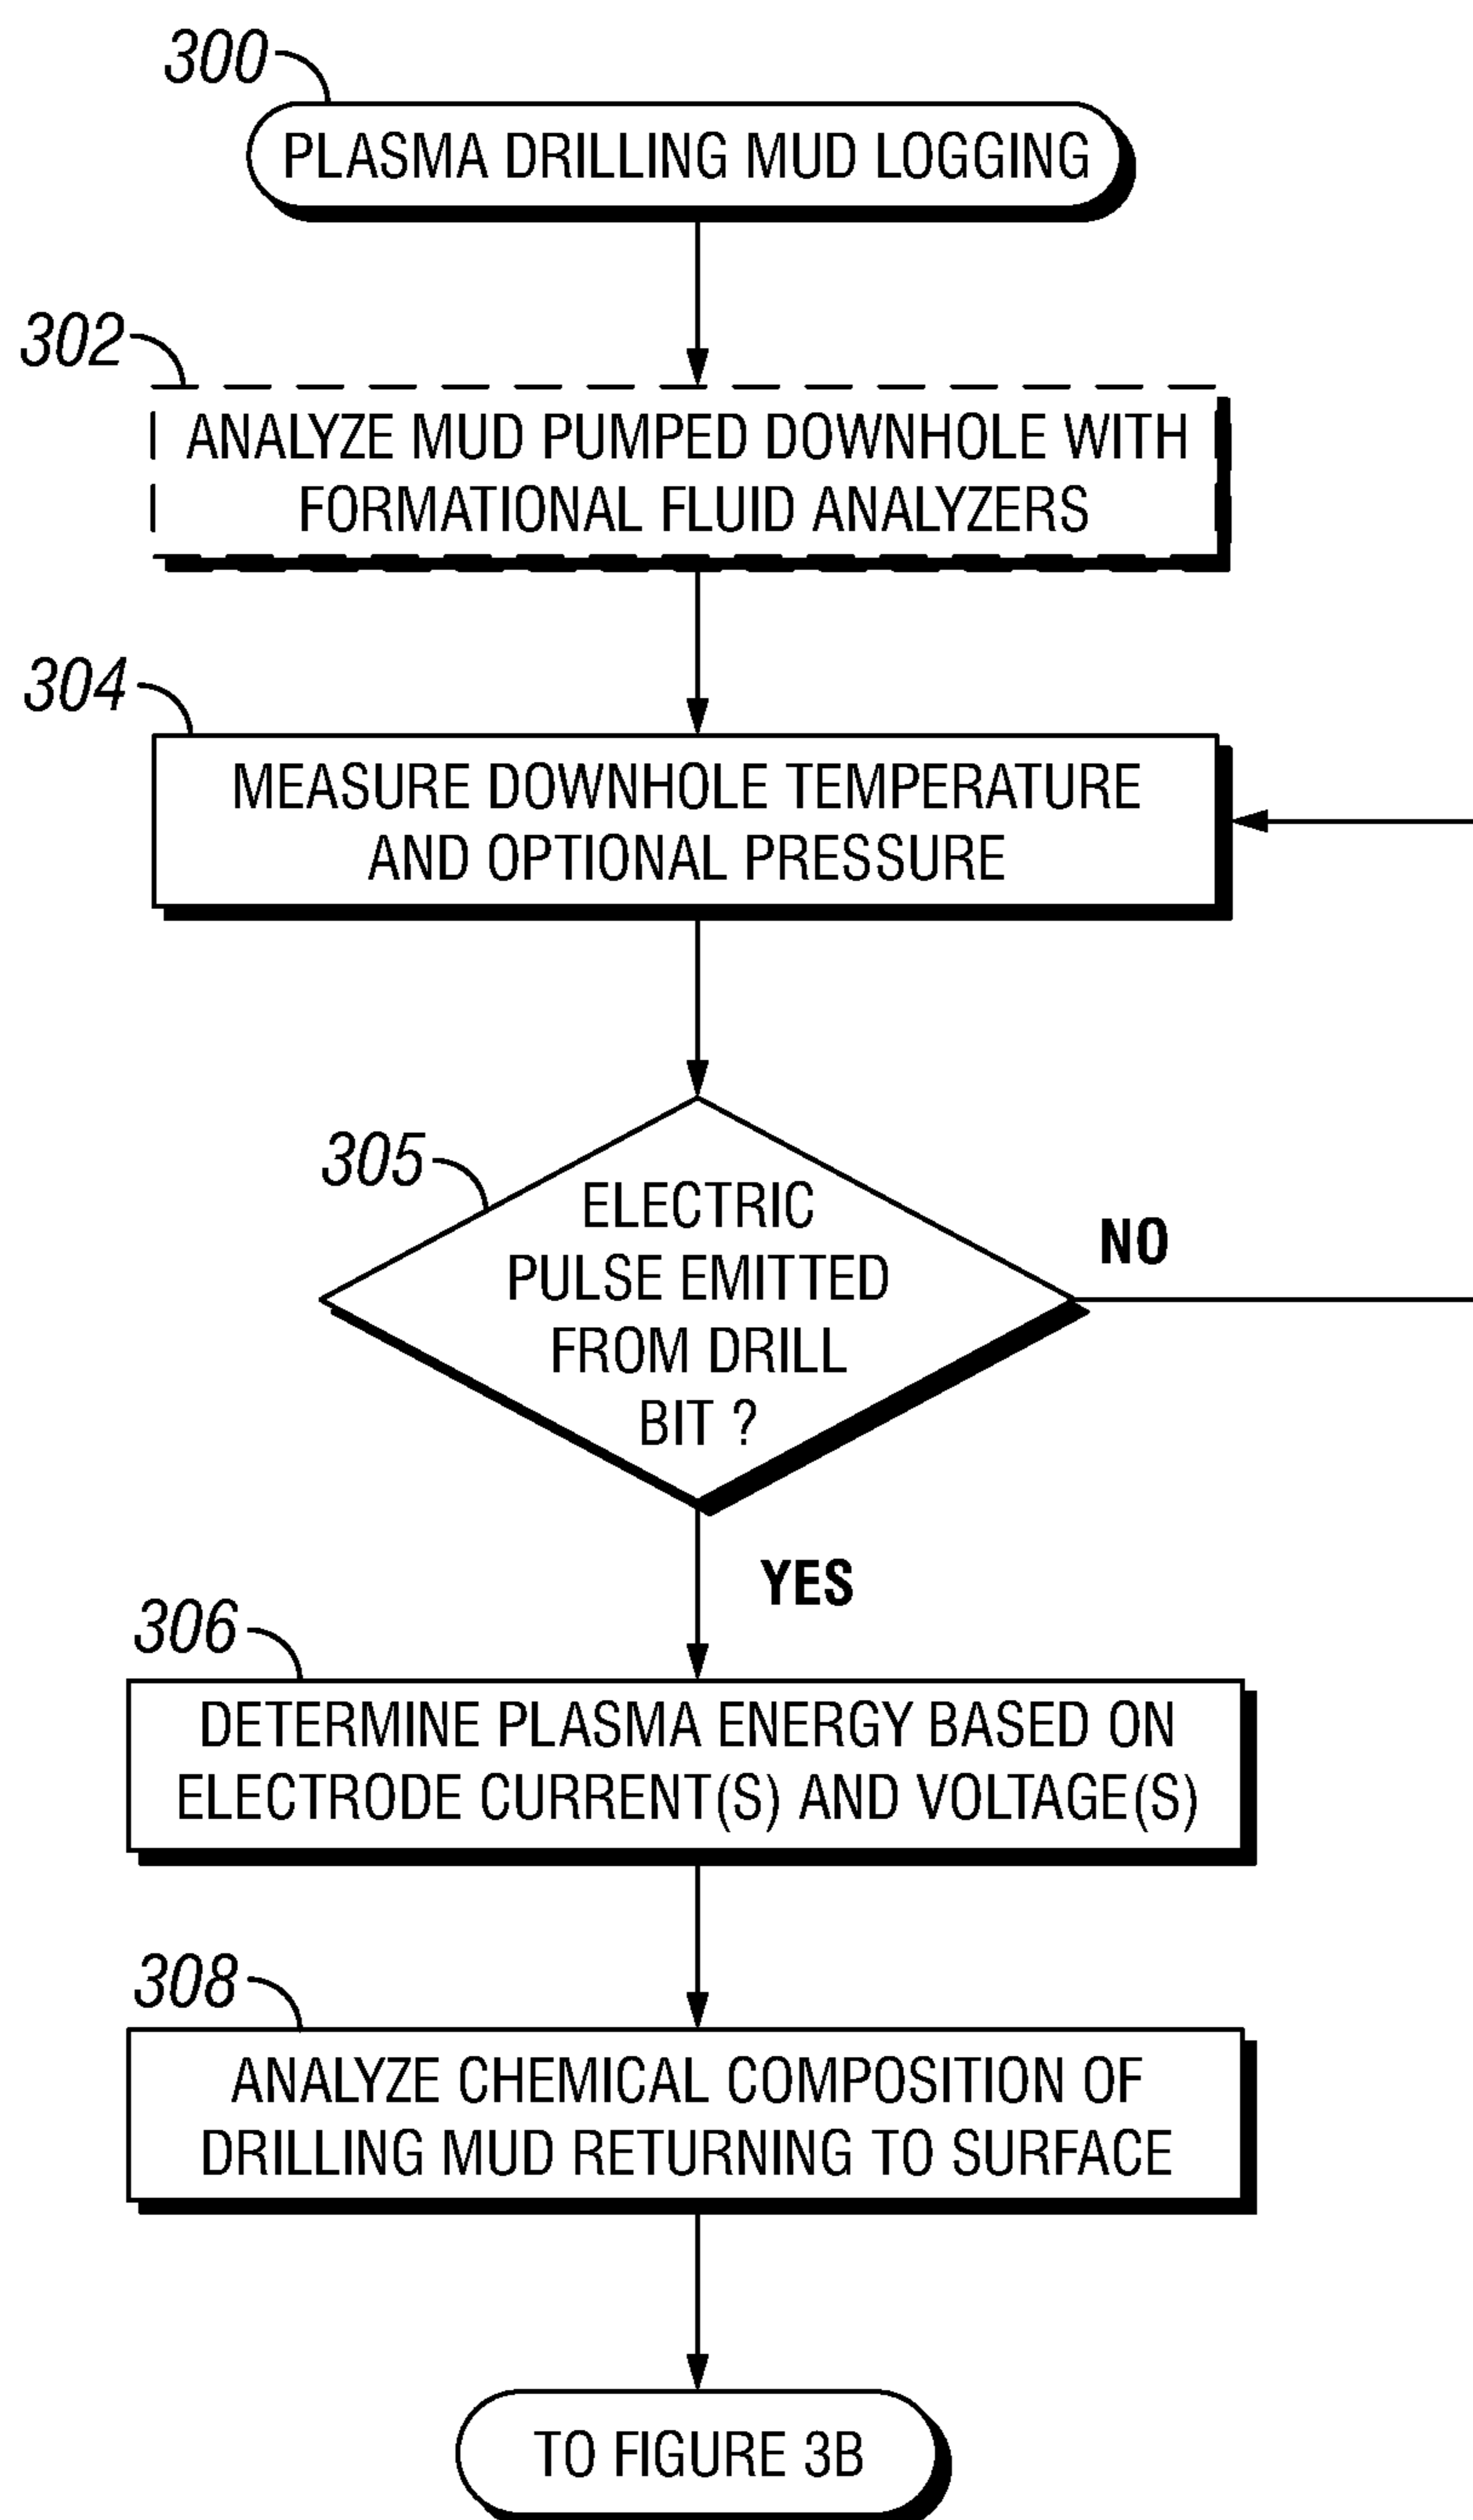 300
PLASMA DRILLING MUD LOGGING
302
ANALYZE MUD PUMPED DOWNHOLE WITH
FORMATIONAL FLUID ANALYZERS
304
MEASURE DOWNHOLE TEMPERATURE
AND OPTIONAL PRESSURE
305
ELECTRIC
PULSE EMITTED
FROM DRILL
BIT ?
NO
YES
306
DETERMINE PLASMA ENERGY BASED ON
ELECTRODE CURRENT(S) AND VOLTAGE(S)
308
ANALYZE CHEMICAL COMPOSITION OF
DRILLING MUD RETURNING TO SURFACE
TO FIGURE 3B